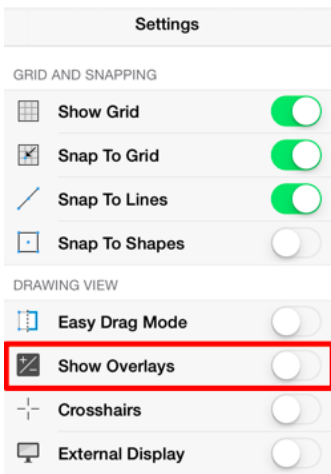 Settings
GRID AND SNAPPING
Show Grid
Snap To Grid
Snap To Lines
Snap To Shapes
DRAWING VIEW
Easy Drag Mode
Show Overlays
Crosshairs
External Display